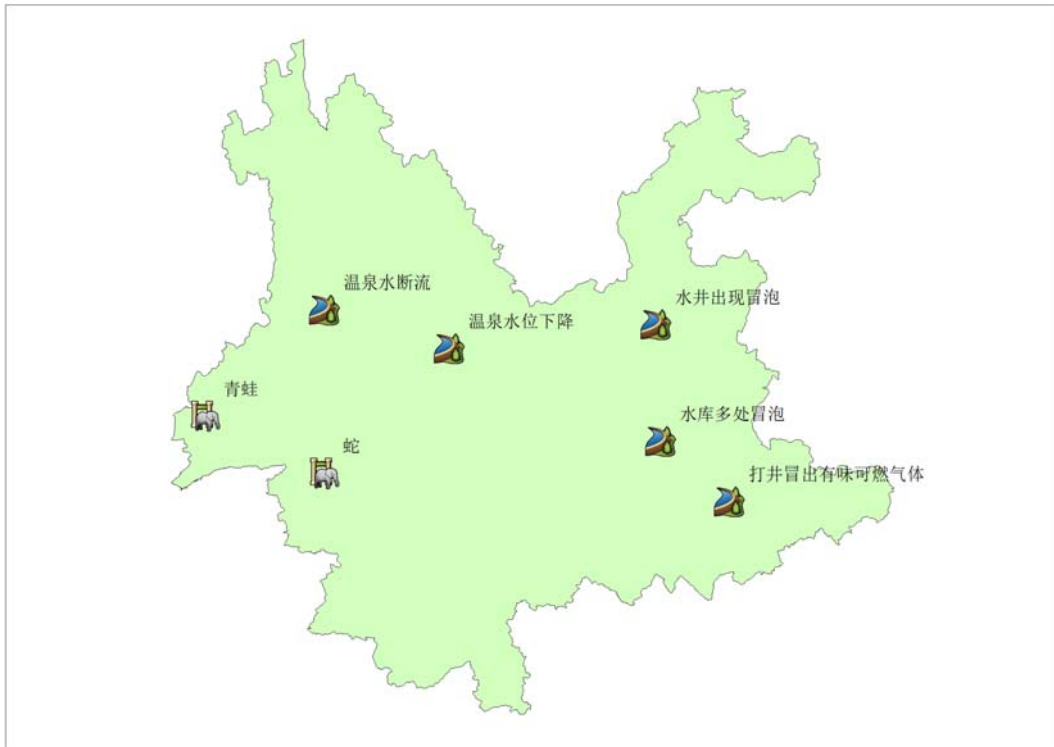 温泉水断流
水井出现冒泡
温泉水位下降
青蛙
水库多处冒泡
蛇
打井冒出有味可燃气体